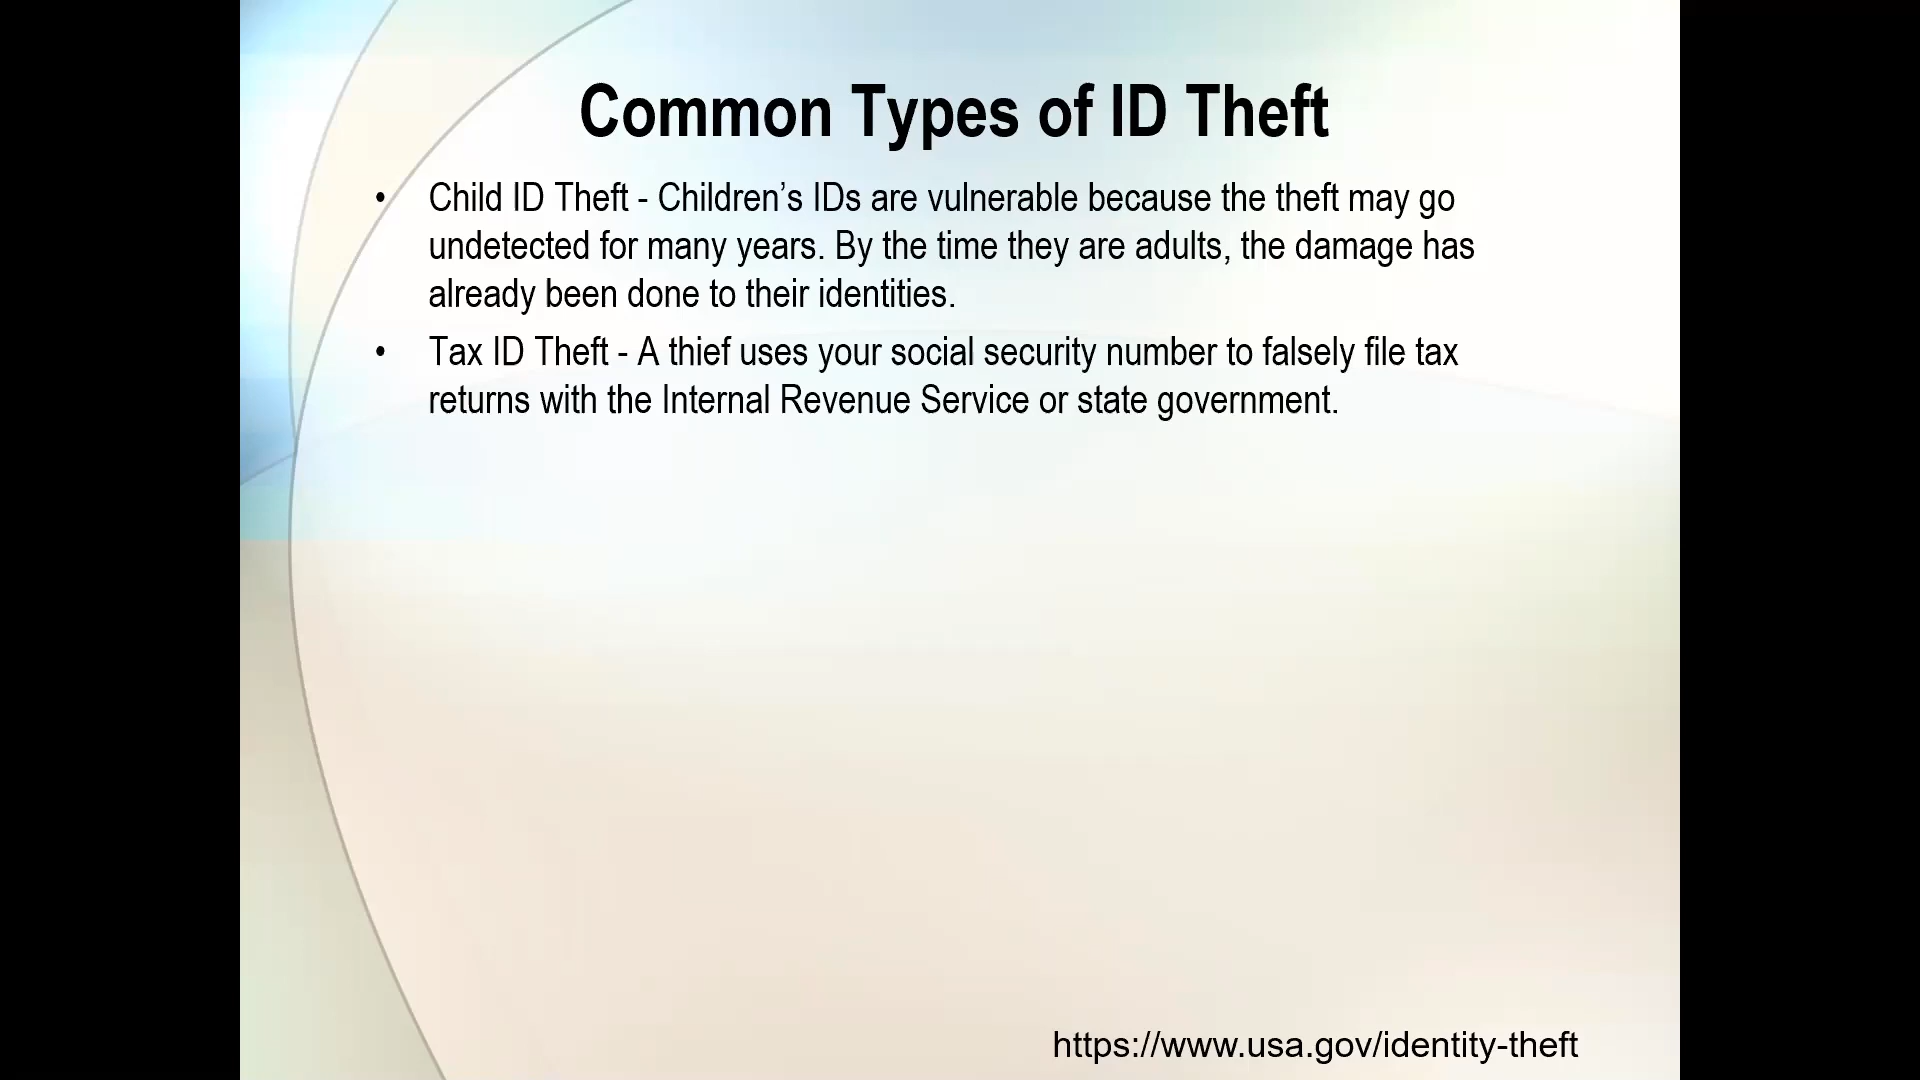 Common Types of ID Theft
• Child ID Theft - Children’s IDs are vulnerable because the theft may go
undetected for many years. By the time they are adults, the damage has
already been done to their identities.
• Tax ID Theft - A thief uses your social security number to falsely file tax
returns with the Internal Revenue Service or state government.
https://www.usa.gov/identity-theft